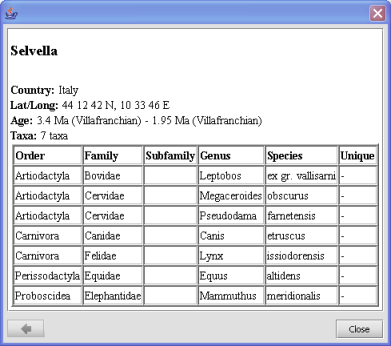 Selvella
Country: Italy
Lat/Long: 44 12 42 N, 10 33 46 E
Age: 3.4 Ma (Villafranchian) - 1.95 Ma (Villafranchian)
Taxa: 7 taxa
Order Family Subfamily Genus Species Unique
Artiodactyla Bovidae Leptobos ex gr. vallisarni -
Artiodactyla Cervidae Megaceroides obscurus -
Artiodactyla Cervidae Pseudodama farnetensis -
Carnivora Canidae Canis etruscus -
Carnivora Felidae Lynx issiodorensis -
Perissodactyla Equidae Equus altidens -
Proboscidea Elephantidae Mammuthus meridionalis -
Close